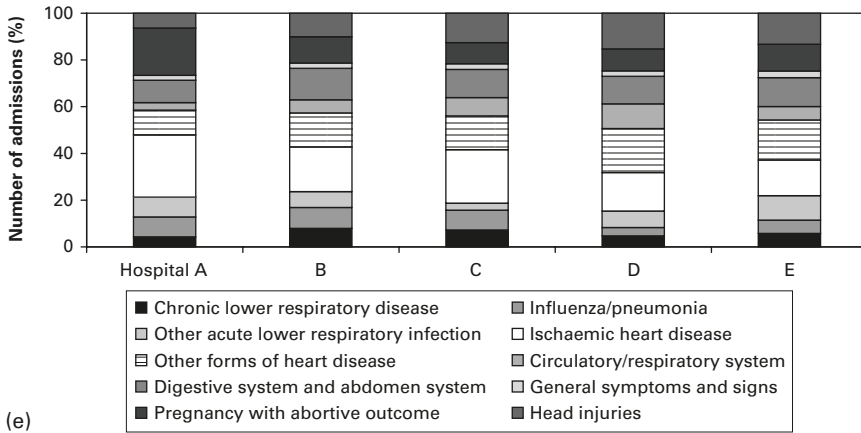 Number of admissions (%)
100
80
60
40
20
0
Hospital A B C D E
Chronic lower respiratory disease Influenza/pneumonia
Other acute lower respiratory infection Ischaemic heart disease
Other forms of heart disease Circulatory/respiratory system
Digestive system and abdomen system General symptoms and signs
Pregnancy with abortive outcome Head injuries
(e)